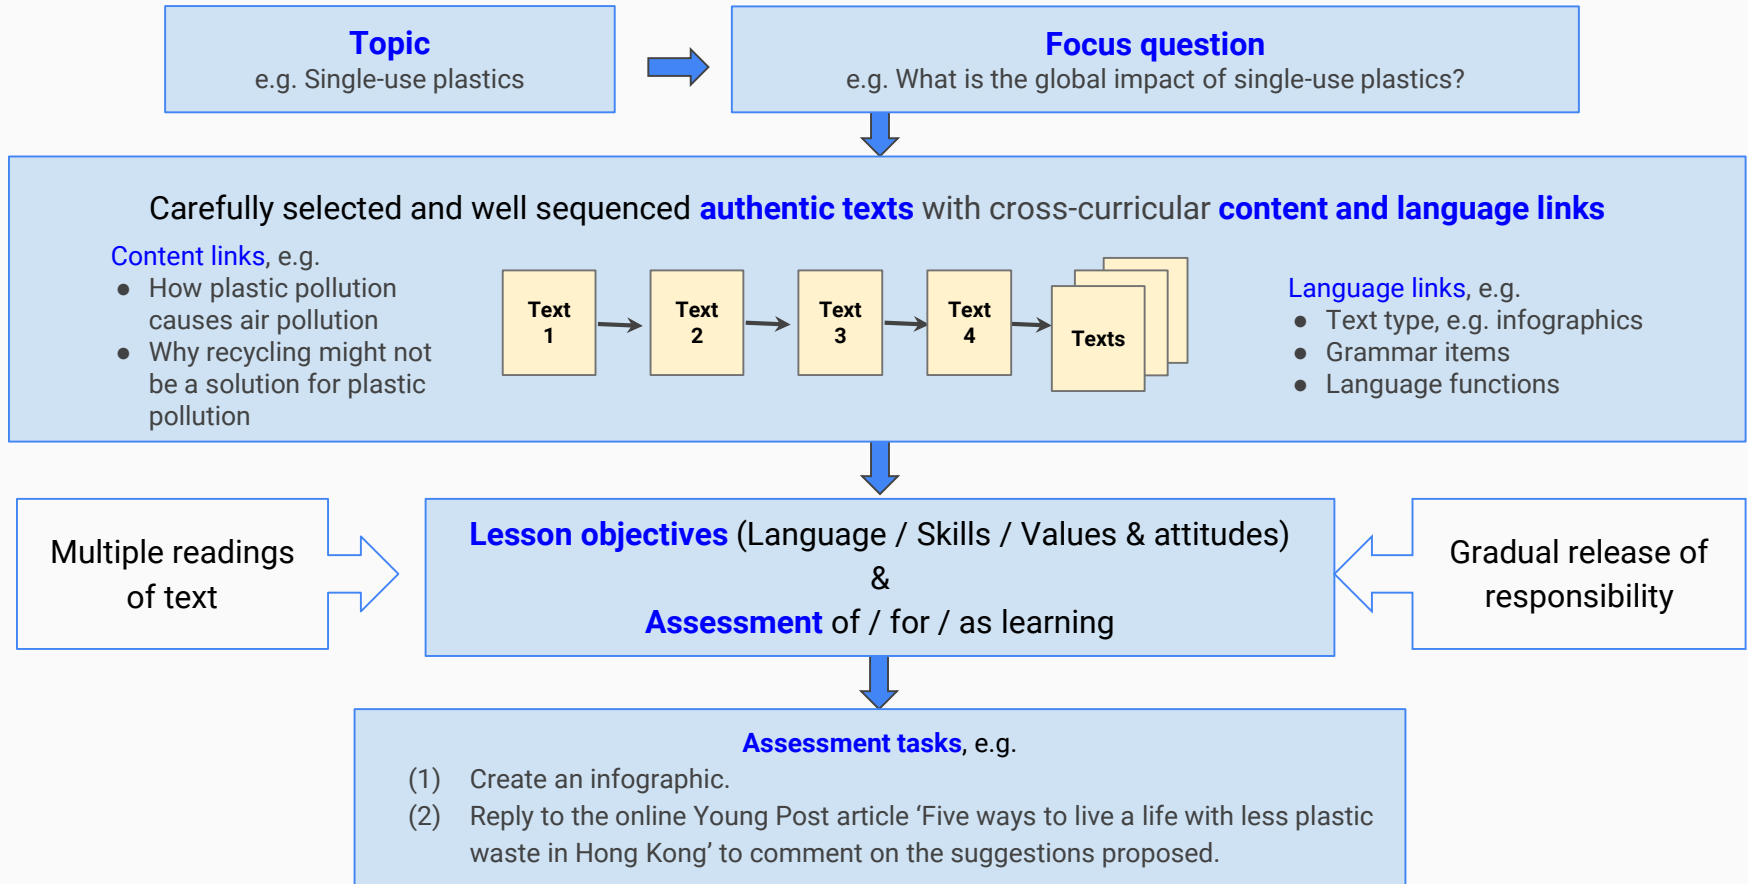 Topic
e.g. Single-use plastics
Focus question
e.g. What is the global impact of single-use plastics?
Carefully selected and well sequenced authentic texts with cross-curricular content and language links
Content links, e.g.
● How plastic pollution
causes air pollution
● Why recycling might not
be a solution for plastic
pollution
Text
1
Text
2
Text
3
Text
4
Texts
Language links, e.g.
● Text type, e.g. infographics
● Grammar items
● Language functions
Multiple readings
of text
Lesson objectives (Language / Skills / Values & attitudes)
&
Assessment of / for / as learning
Gradual release of
responsibility
Assessment tasks, e.g.
(1) Create an infographic.
(2) Reply to the online Young Post article ‘Five ways to live a life with less plastic
waste in Hong Kong’ to comment on the suggestions proposed.